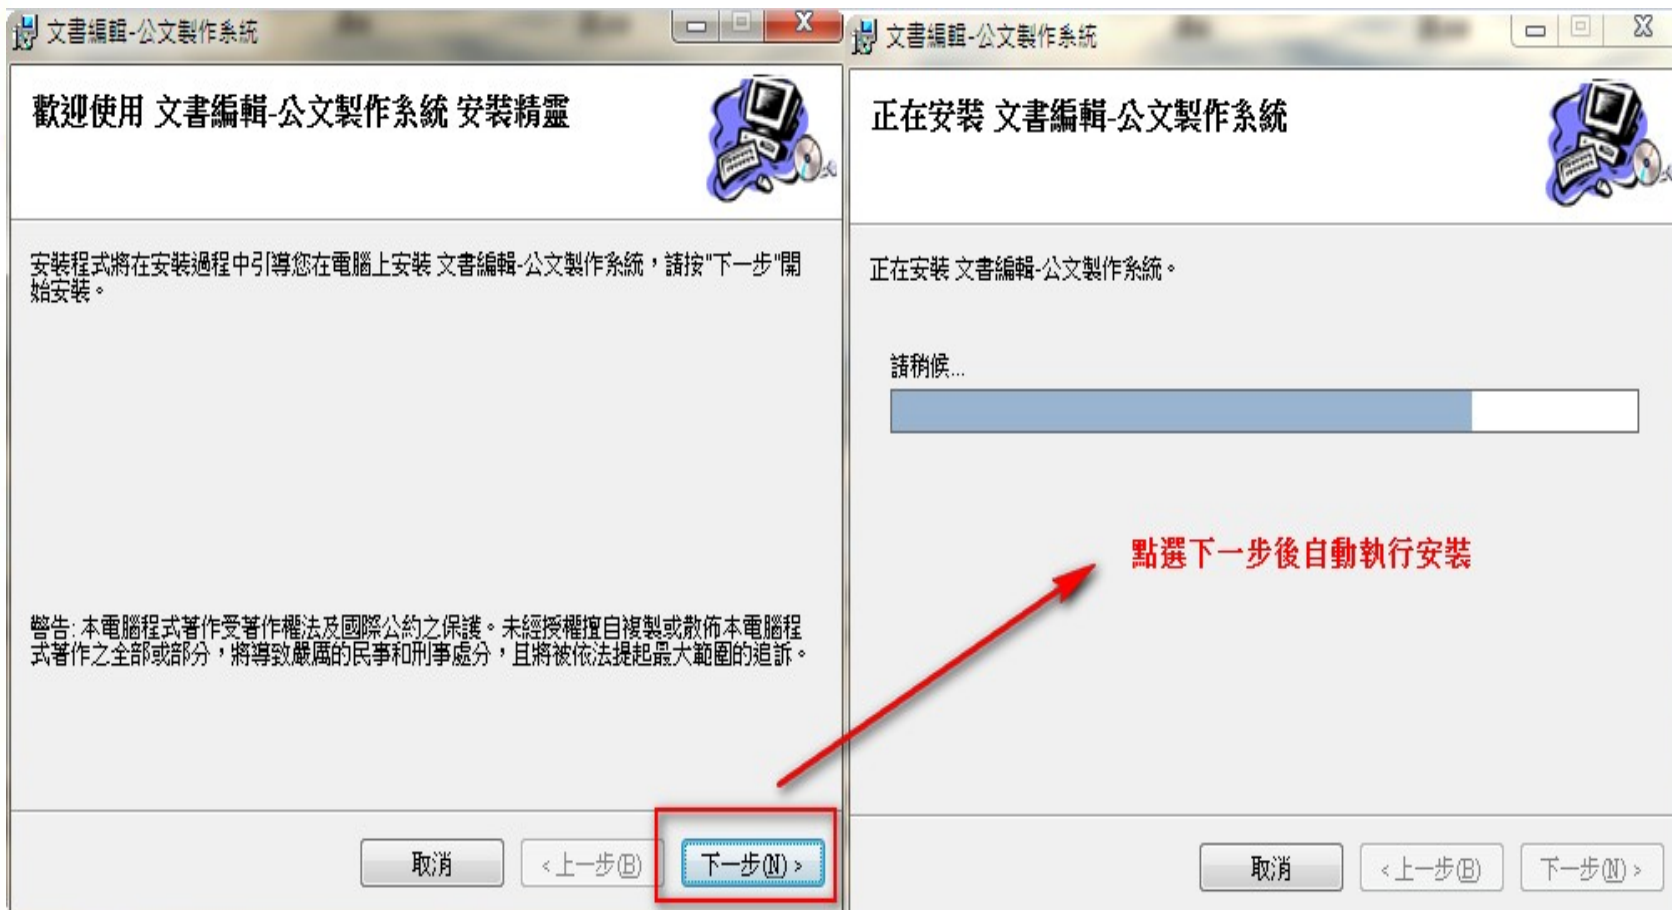 文書編輯-公文製作系統
歡迎使用 文書編輯-公文製作系統 安裝精靈
安裝程式將在安裝過程中引導您在電腦上安裝 文書編輯-公文製作系統，請按"下一步"開
始安裝。
警告: 本電腦程式著作受著作權法及國際公約之保護。未經授權擅自複製或散佈本電腦程
式著作之全部或部分，將導致嚴厲的民事和刑事處分，且將被依法提起最大範圍的追訴。
取消
<上一步(B)
下一步(N) >
文書編輯-公文製作系統
正在安裝 文書編輯-公文製作系統
正在安裝 文書編輯-公文製作系統。
請稍候...
點選下一步後自動執行安裝
取消
<上一步(B)
下一步(N) >